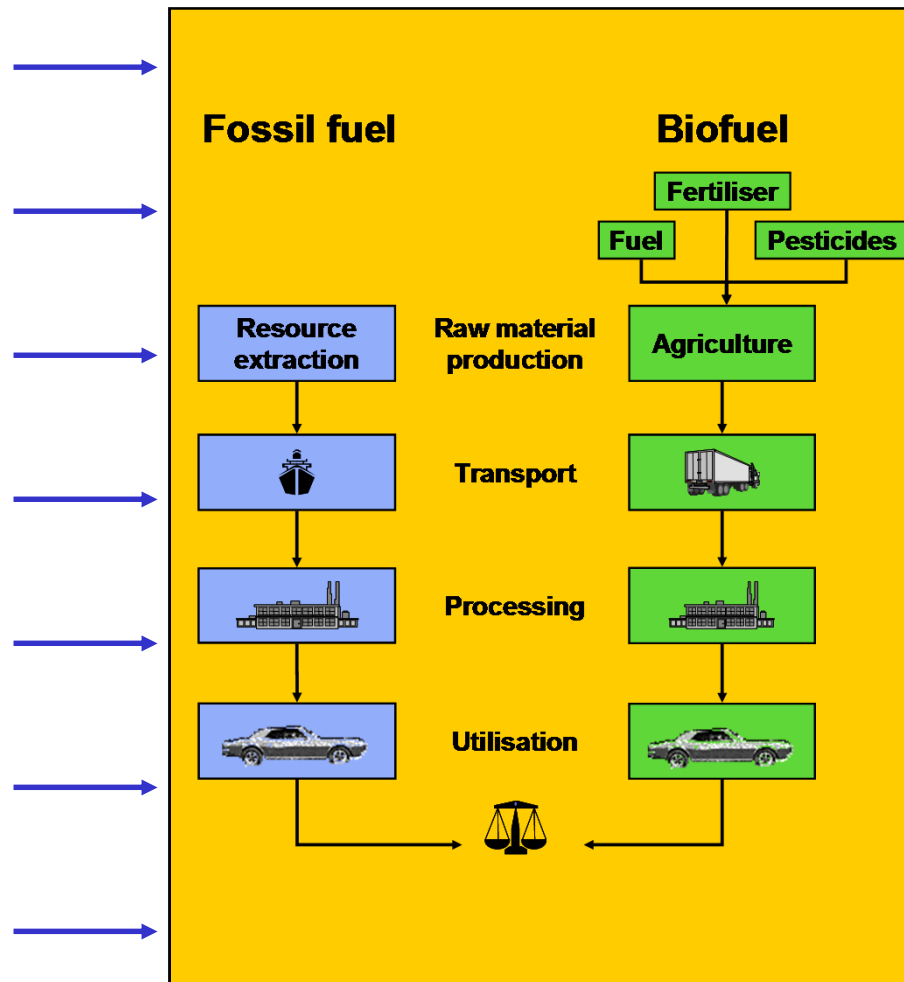 Fossil fuel
Biofuel
Fertiliser
Fuel
Pesticides
Resource
extraction
Raw material
production
Agriculture
Transport
Processing
Utilisation